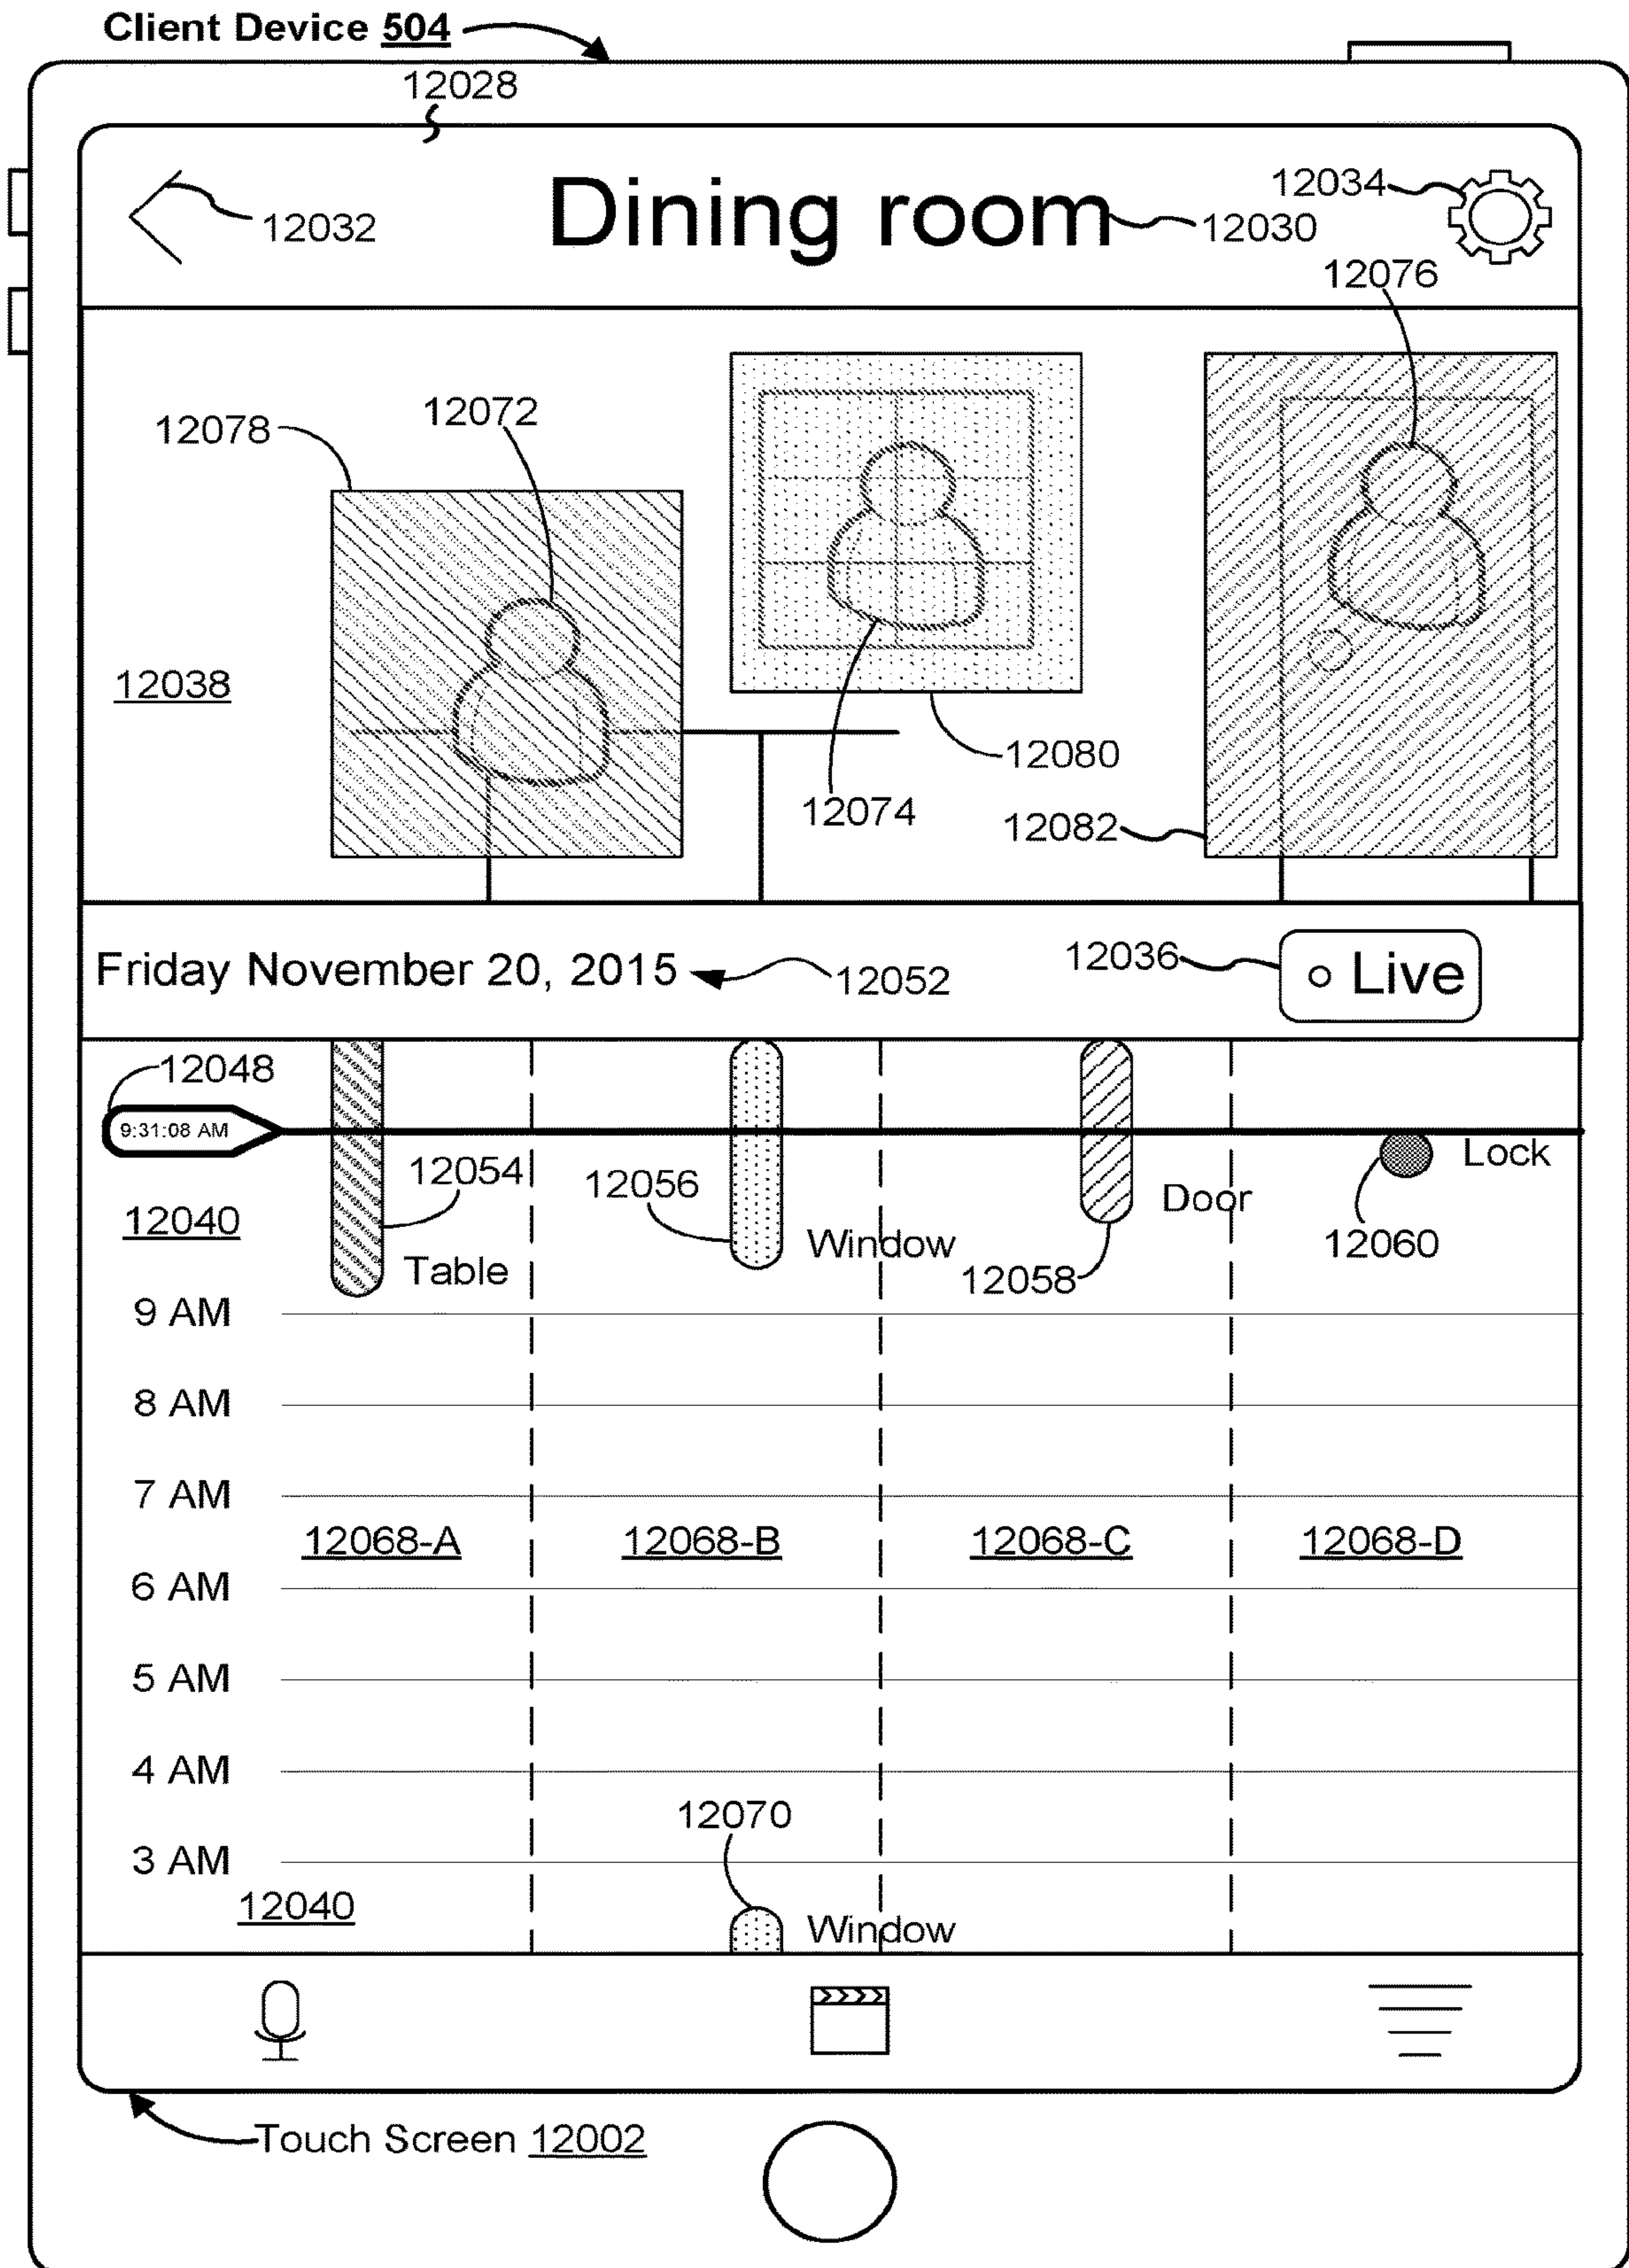 Client Device 504
12028
12032
Dining room
12030
12034
12076
12078
12072
12038
12080
12074
12082
Friday November 20, 2015
12052
12036
Live
12048
9:31:08 AM
12054
12056
Lock
Door
12040
12060
Window
12058
Table
9 AM
8 AM
7 AM
12068-A
12068-B
12068-C
12068-D
6 AM
5 AM
4 AM
12070
3 AM
12040
Window
Touch Screen 12002